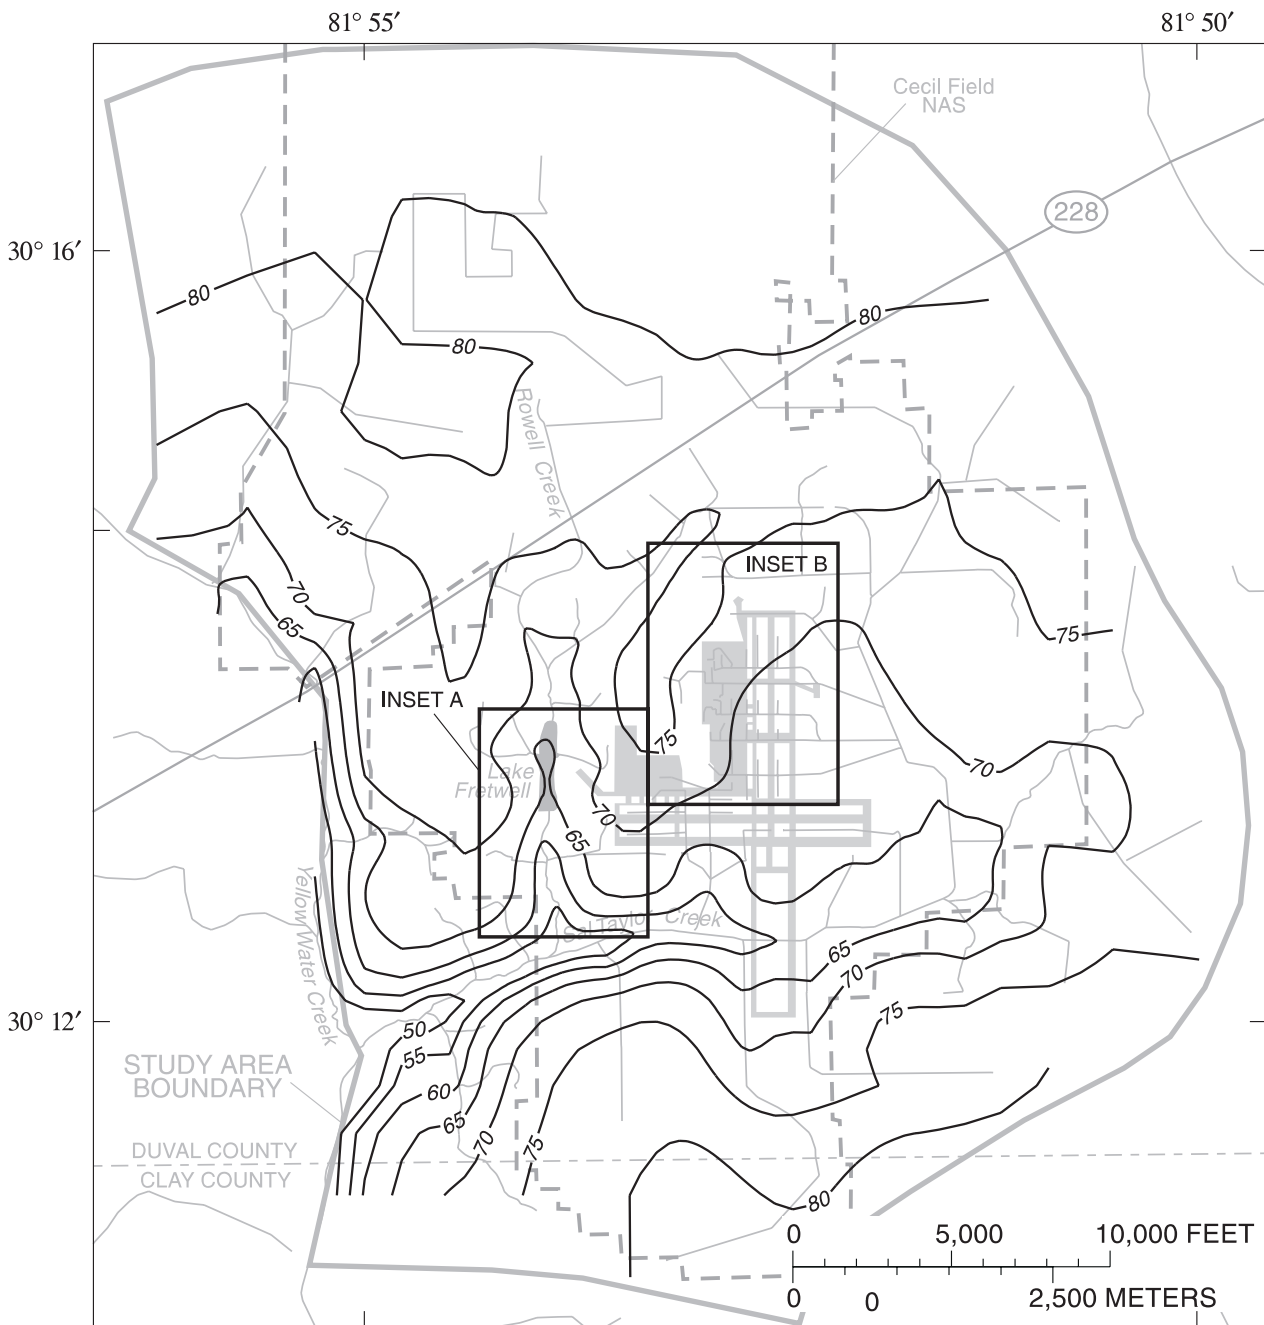 81° 55′
81° 50′
Cecil Field
NAS
228
30° 16′
80
80
80
Rowell Creek
75
INSET B
70
65
75
INSET A
75
70
Lake
Fretwell
70
65
Yellow Water Creek
Sal Taylor Creek
65
70
75
30° 12′
50
55
STUDY AREA
BOUNDARY
60
65
70
75
DUVAL COUNTY
CLAY COUNTY
80
0 5,000 10,000 FEET
0 0 2,500 METERS